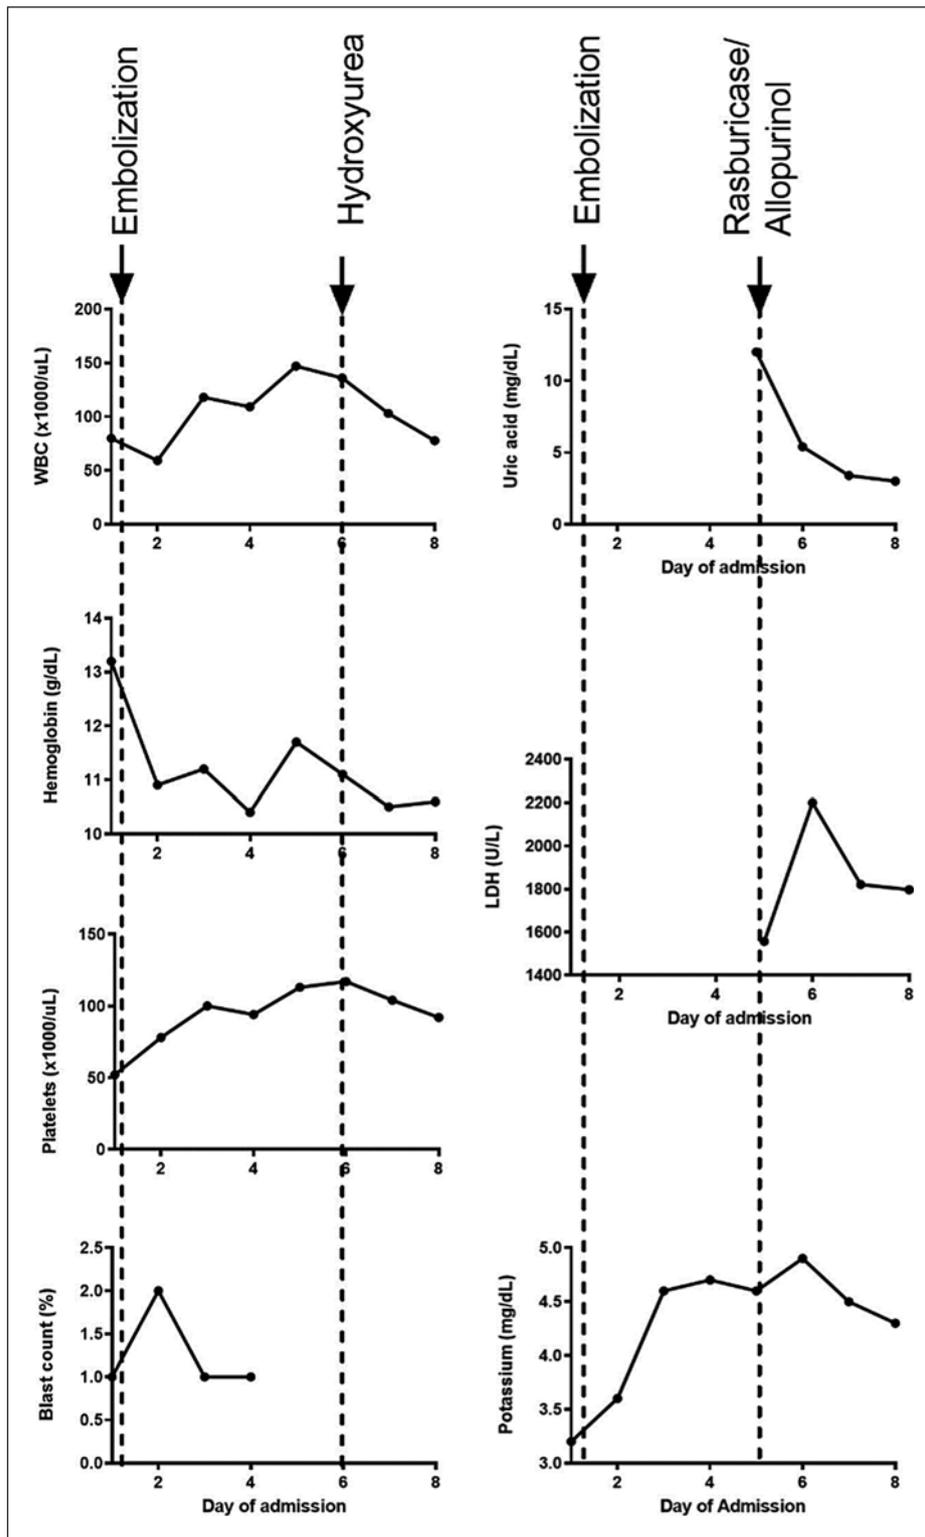 Embolization
Hydroxyurea
Embolization
Rasburicase/
Allopurinol
WBC (x1000/uL)
200
150
100
50
0
2 4 6 8
Uric acid (mg/dL)
15
10
5
0
2 4 6 8
Day of admission
Hemoglobin (g/dL)
14
13
12
11
10
2 4 6 8
LDH (U/L)
2400
2200
2000
1800
1600
1400
2 4 6 8
Day of admission
Platelets (x1000/uL)
150
100
50
0
2 4 6 8
Blast count (%)
2.5
2.0
1.5
1.0
0.5
0.0
2 4 6 8
Day of admission
Potassium (mg/dL)
5.0
4.5
4.0
3.5
3.0
2 4 6 8
Day of Admission